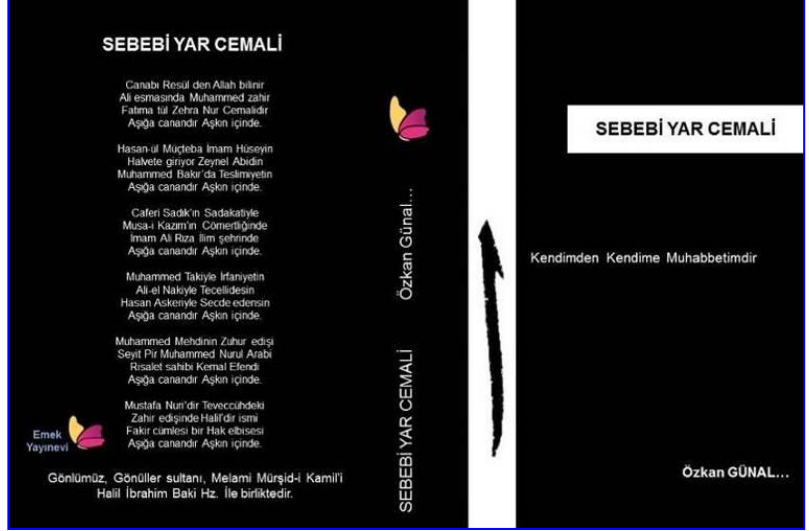 SEBEBİ YAR CEMALİ
Canabı Resül den Allah bilinir
Ali esmasında Muhammed zahir
Fatıma tül Zehra Nur Cemalidir
Aşığa canandır Aşkın içinde.
Hasan-ül Müçteba İmam Hüseyin
Halvete giriyor Zeynel Abidin
Muhammed Bakır'da Teslimiyetin
Aşığa canandır Aşkın içinde.
Caferi Sadık'ın Sadakatiyle
Musa-i Kazım'ın Cömertliğinde
İmam Ali Rıza İlim şehrinde
Aşığa canandır Aşkın içinde.
Muhammed Takiyle İrfaniyetin
Ali-el Nakiyle Tecellidesin
Hasan Askeriyle Secde edensin
Aşığa canandır Aşkın içinde.
Muhammed Mehdinin Zuhur edişi
Seyit Pir Muhammed Nurul Arabi
Risalet sahibi Kemal Efendi
Aşığa canandır Aşkın içinde.
Mustafa Nuri'dir Teveccühdeki
Zahir edişinde Halil'dir ismi
Fakir cümlesi bir Hak elbisesi
Aşığa canandır Aşkın içinde.
Emek
Yayınevi
Gönlümüz, Gönüller sultanı, Melami Mürşid-i Kamil'i
Halil İbrahim Baki Hz. İle birliktedir.
SEBEBİ YAR CEMALİ
Özkan Günal...
SEBEBİ YAR CEMALİ
Kendimden Kendime Muhabbetimdir
Özkan GÜNAL...